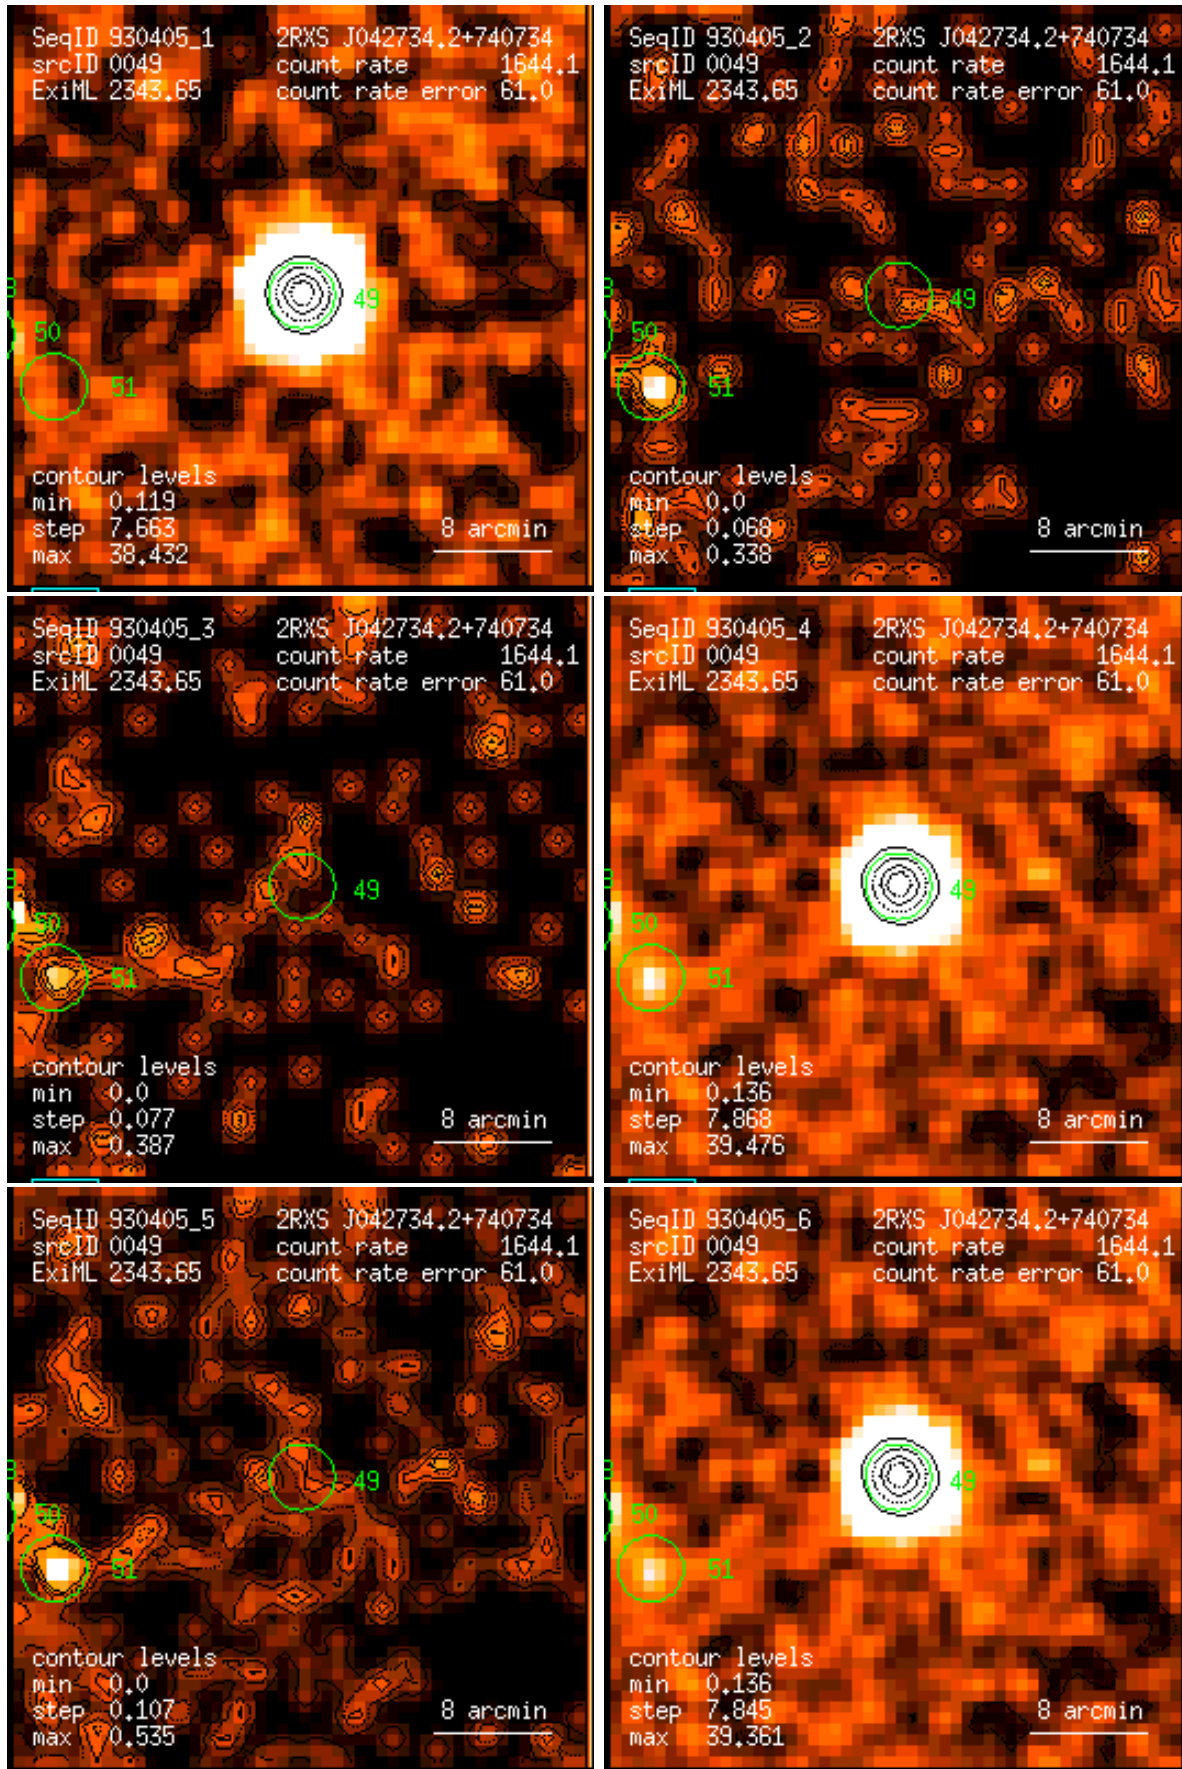 SeqID 930405_1 2RXS J042734.2+740734
srcID 0049 count rate 1644.1
ExiML 2343.65 count rate error 61.0
49
50
51
contour levels
min 0.119
step 7.663
max 38.432
8 arcmin
SeqID 930405_2 2RXS J042734.2+740734
srcID 0049 count rate 1644.1
ExiML 2343.65 count rate error 61.0
49
50
51
contour levels
min 0.0
step 0.068
max 0.338
8 arcmin
SeqID 930405_3 2RXS J042734.2+740734
srcID 0049 count rate 1644.1
ExiML 2343.65 count rate error 61.0
49
50
51
contour levels
min 0.0
step 0.077
max 0.387
8 arcmin
SeqID 930405_4 2RXS J042734.2+740734
srcID 0049 count rate 1644.1
ExiML 2343.65 count rate error 61.0
49
50
51
contour levels
min 0.136
step 7.868
max 39.476
8 arcmin
SeqID 930405_5 2RXS J042734.2+740734
srcID 0049 count rate 1644.1
ExiML 2343.65 count rate error 61.0
49
50
51
contour levels
min 0.0
step 0.107
max 0.535
8 arcmin
SeqID 930405_6 2RXS J042734.2+740734
srcID 0049 count rate 1644.1
ExiML 2343.65 count rate error 61.0
49
50
51
contour levels
min 0.136
step 7.845
max 39.361
8 arcmin